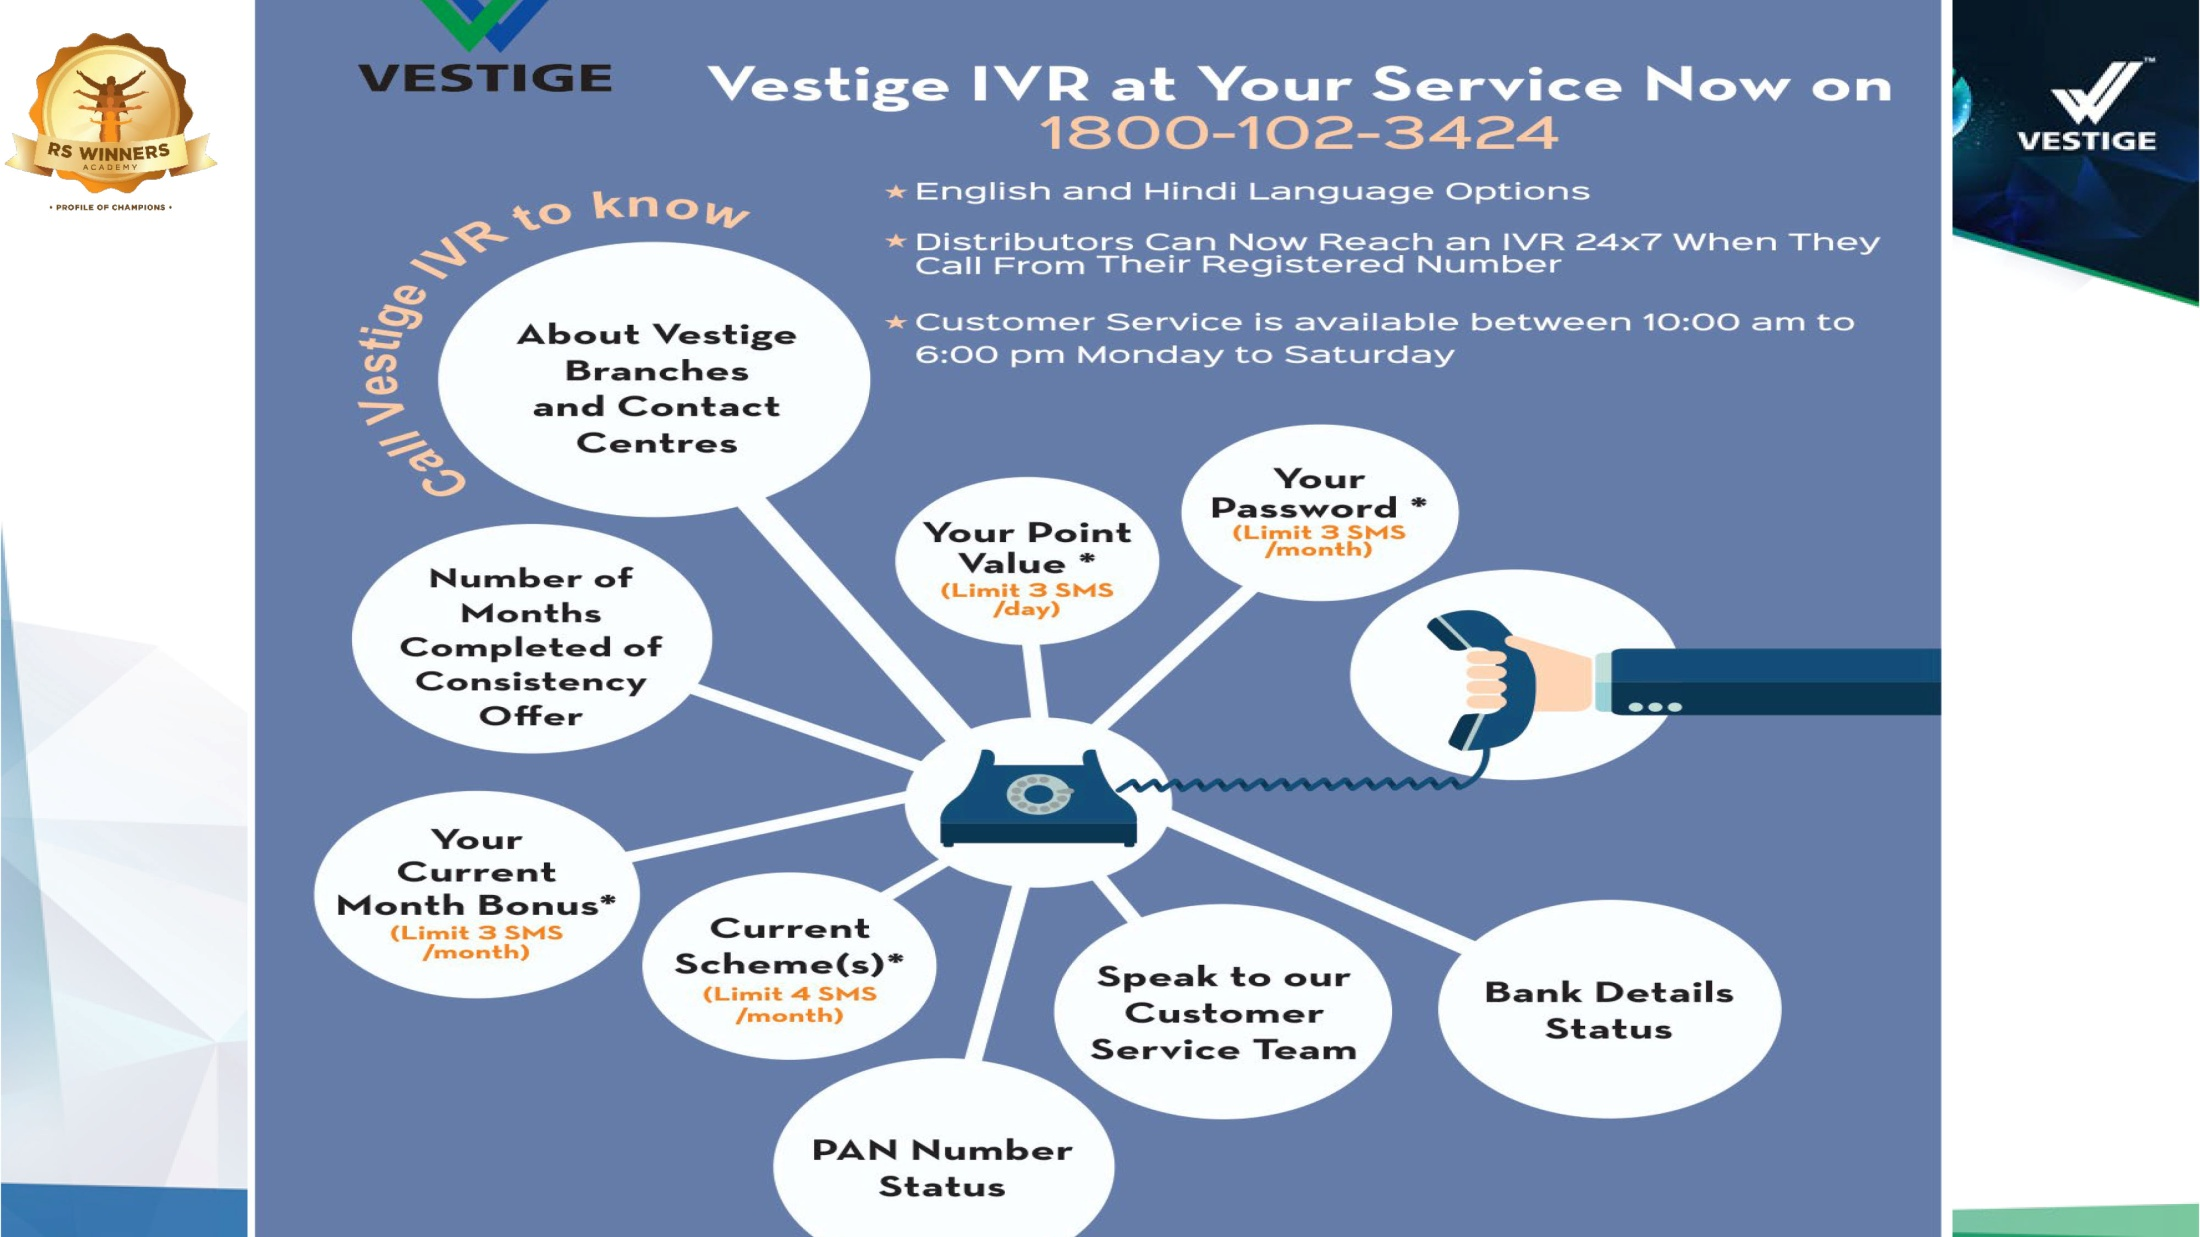 RS WINNERS
ACADEMY
• PROFILE OF CHAMPIONS •
VESTIGE
Vestige IVR at Your Service Now on
1800-102-3424
★ English and Hindi Language Options
★ Distributors Can Now Reach an IVR 24x7 When They
Call From Their Registered Number
★ Customer Service is available between 10:00 am to
6:00 pm Monday to Saturday
VESTIGE
TM
Call Vestige IVR to know
About Vestige
Branches
and Contact
Centres
Your Point
Value *
(Limit 3 SMS
/day)
Your
Password *
(Limit 3 SMS
/month)
Number of
Months
Completed of
Consistency
Offer
Your
Current
Month Bonus*
(Limit 3 SMS
/month)
Current
Scheme(s)*
(Limit 4 SMS
/month)
Speak to our
Customer
Service Team
Bank Details
Status
PAN Number
Status